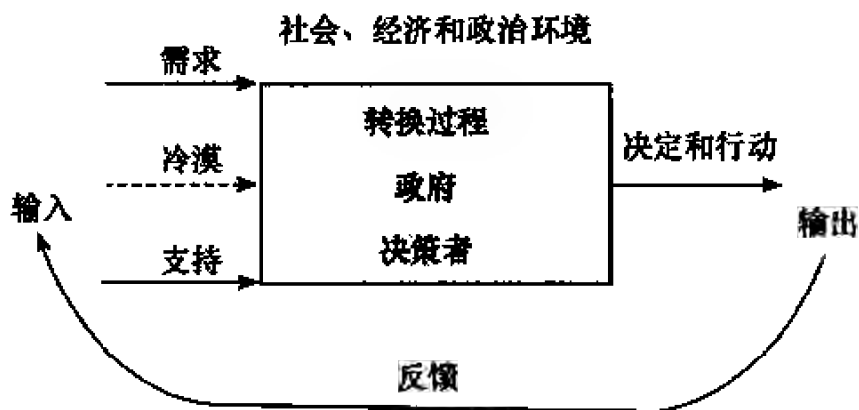 社会、经济和政治环境
需求
转换过程
冷漠
决定和行动
政府
输入
输出
支持
决策者
反馈